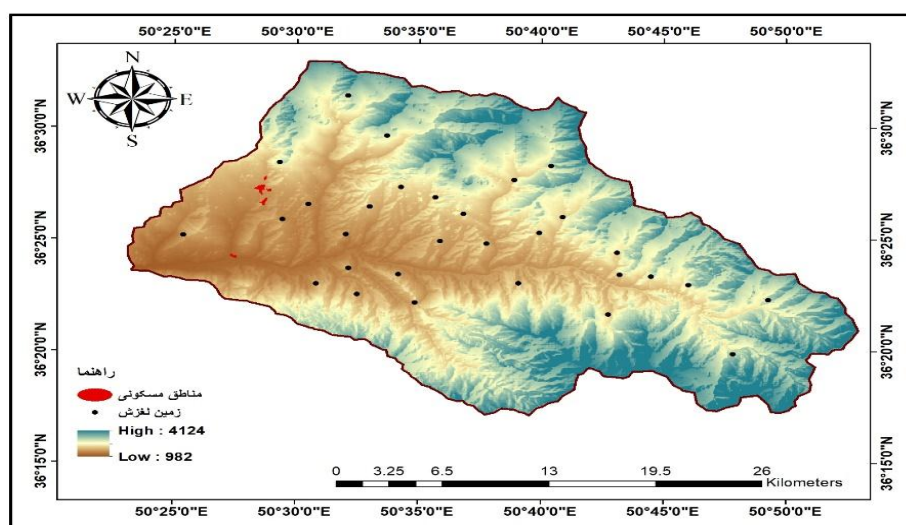 50°25'0"E 50°30'0"E 50°35'0"E 50°40'0"E 50°45'0"E 50°50'0"E
N
W E
S
36°30'0"N 36°30'0"N
36°25'0"N 36°25'0"N
36°20'0"N 36°20'0"N
36°15'0"N 36°15'0"N
راهنما
مناطق مسکونی
زمین لغزش
High : 4124
Low : 982
0 3.25 6.5 13 19.5 26
Kilometers
50°25'0"E 50°30'0"E 50°35'0"E 50°40'0"E 50°45'0"E 50°50'0"E